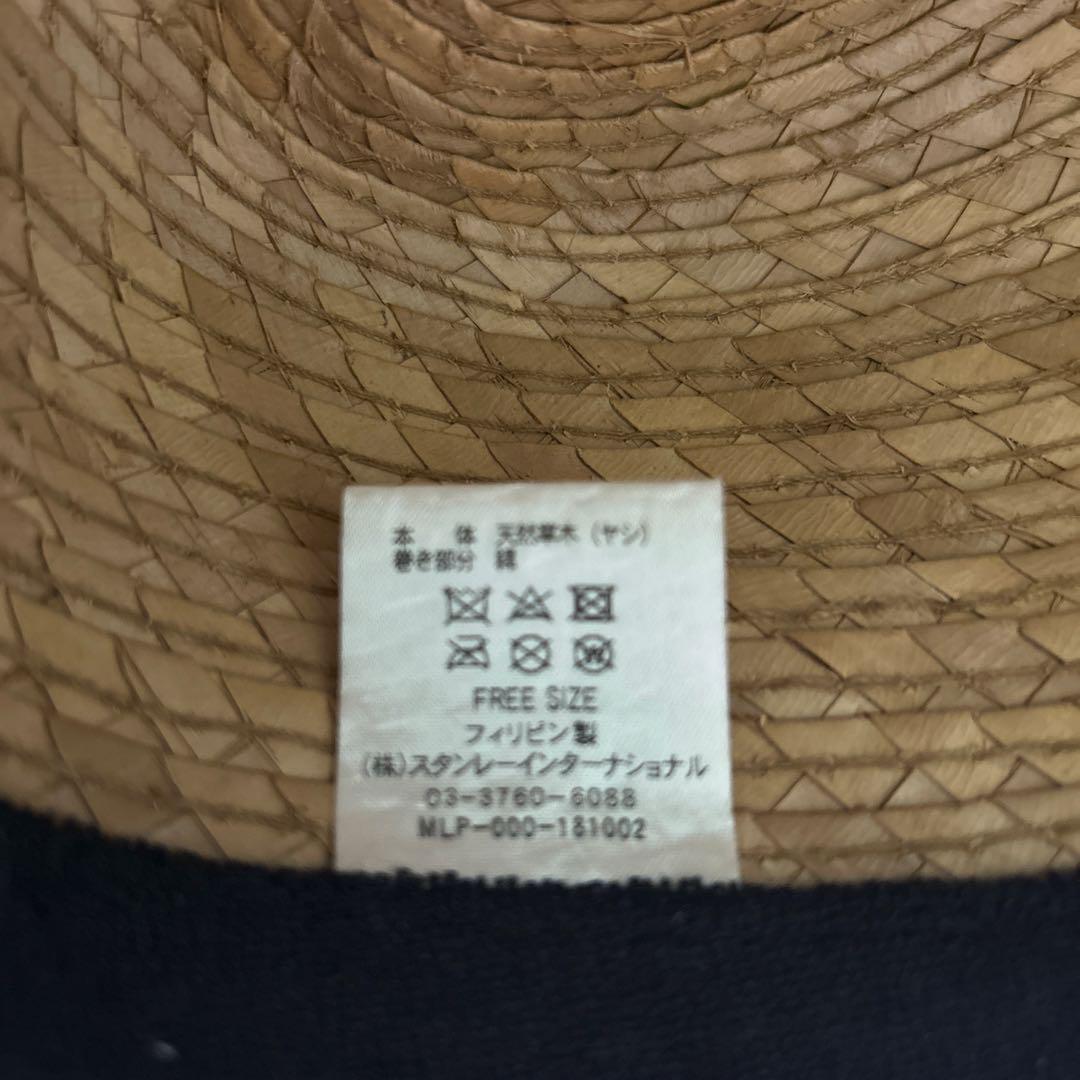 本 体 天然草木 (ヤシ)
巻き部分 綿
W
FREE SIZE
フィリピン製
(株)スタンレーインターナショナル
03-3760-6088
MLP-000-181002